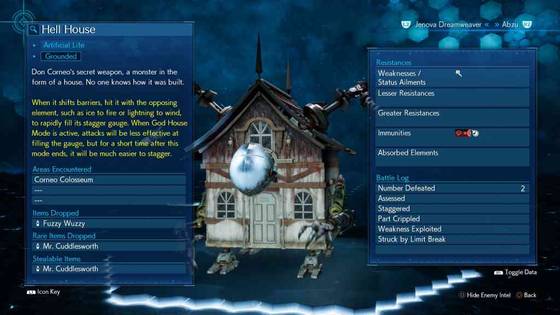 Hell House
Artificial Life
Grounded
Don Corneo's secret weapon, a monster in the
form of a house. No one knows how it was built.
When it shifts barriers, hit it with the opposing
element, such as ice to fire or lightning to wind,
to rapidly fill its stagger gauge. When God House
Mode is active, attacks will be less effective at
filling the gauge, but for a short time after this
mode ends, it will be much easier to stagger.
Areas Encountered
Corneo Colosseum
---
---
Items Dropped
Fuzzy Wuzzy
Rare Items Dropped
Mr. Cuddlesworth
Stealable Items
Mr. Cuddlesworth
Icon Key
L2 Jenova Dreamweaver « » Abzu R2
Resistances
Weaknesses /
Status Ailments
Lesser Resistances
Greater Resistances
Immunities
Absorbed Elements
Battle Log
Number Defeated 2
Assessed
Staggered
Part Crippled
Weakness Exploited
Struck by Limit Break
Toggle Data
Hide Enemy Intel
Back